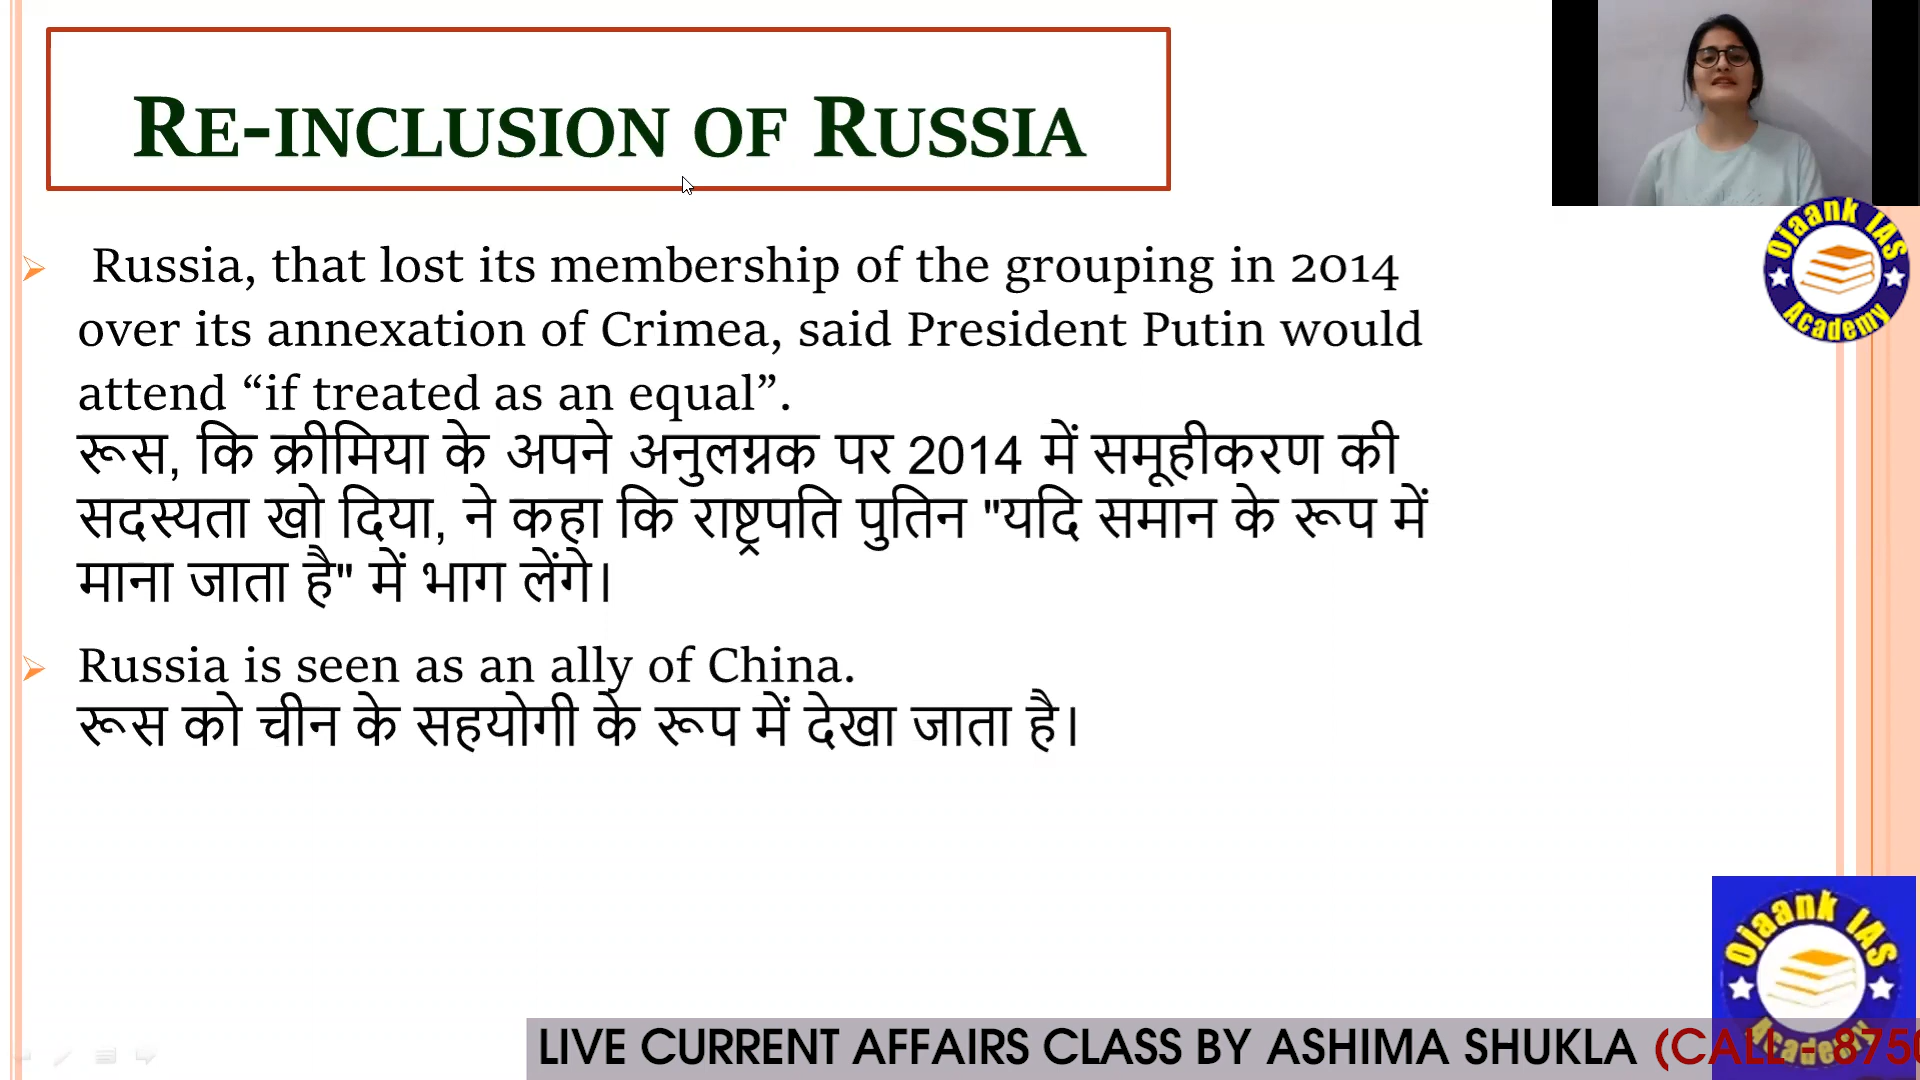 RE-INCLUSION OF RUSSIA
Russia, that lost its membership of the grouping in 2014
over its annexation of Crimea, said President Putin would
attend “if treated as an equal”.
रूस, कि क्रीमिया के अपने अनुलग्नक पर 2014 में समूहीकरण की
सदस्यता खो दिया, ने कहा कि राष्ट्रपति पुतिन "यदि समान के रूप में
माना जाता है" में भाग लेंगे।
Russia is seen as an ally of China.
रूस को चीन के सहयोगी के रूप में देखा जाता है।
Ojaank IAS
Academy
Ojaank IAS
Academy
LIVE CURRENT AFFAIRS CLASS BY ASHIMA SHUKLA (CALL - 875